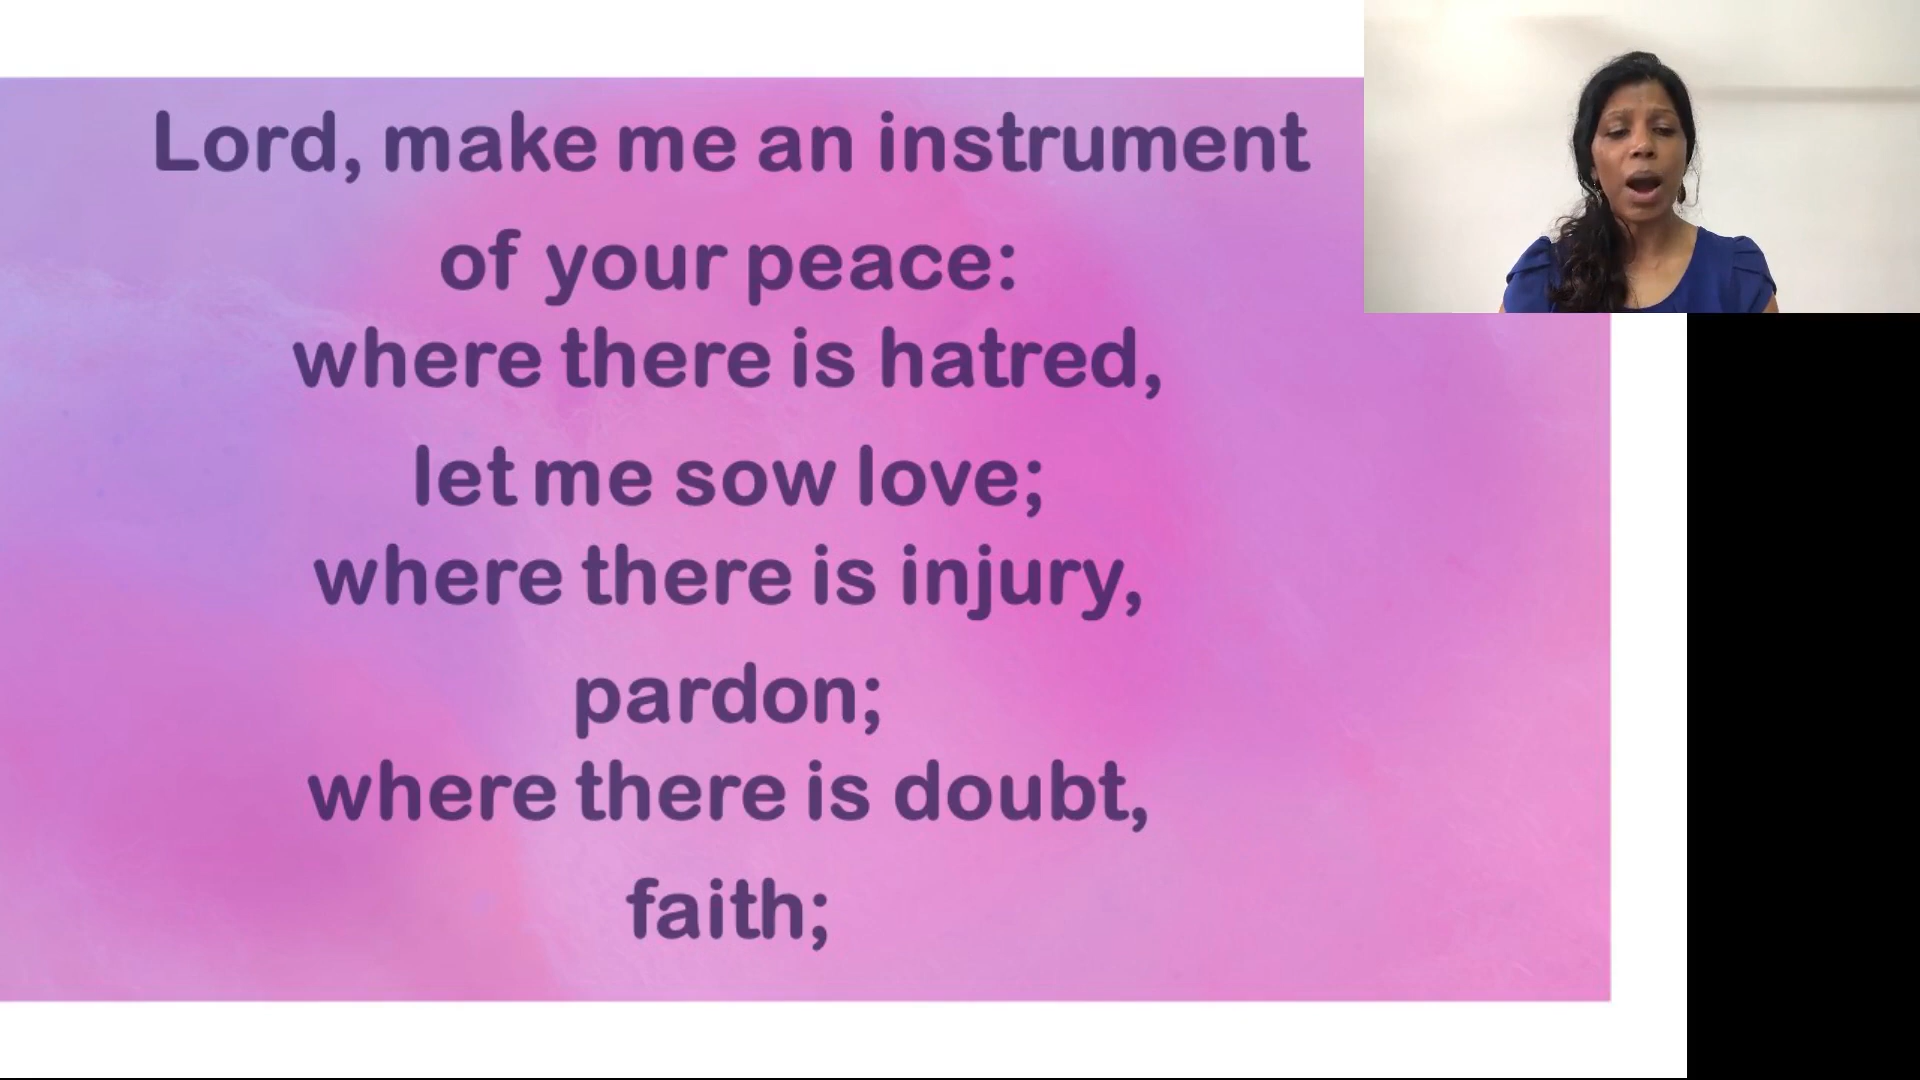 Lord, make me an instrument
of your peace:
where there is hatred,
let me sow love;
where there is injury,
pardon;
where there is doubt,
faith;